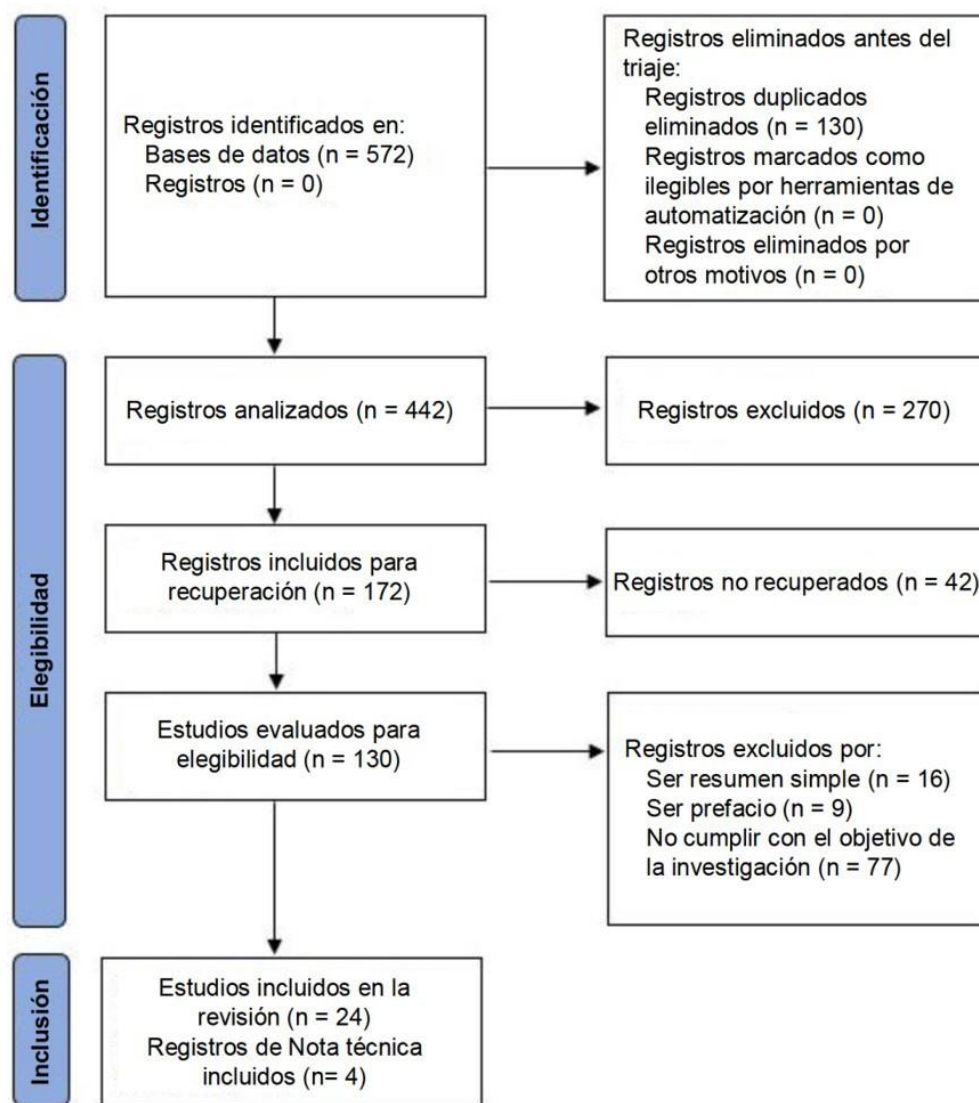 Identificación
Registros identificados en:
Bases de datos (n = 572)
Registros (n = 0)
Registros eliminados antes del
triaje:
Registros duplicados
eliminados (n = 130)
Registros marcados como
ilegibles por herramientas de
automatización (n = 0)
Registros eliminados por
otros motivos (n = 0)
Elegibilidad
Registros analizados (n = 442)
Registros excluidos (n = 270)
Registros incluidos para
recuperación (n = 172)
Registros no recuperados (n = 42)
Estudios evaluados para
elegibilidad (n = 130)
Registros excluidos por:
Ser resumen simple (n = 16)
Ser prefacio (n = 9)
No cumplir con el objetivo de
la investigación (n = 77)
Inclusión
Estudios incluidos en la
revisión (n = 24)
Registros de Nota técnica
incluidos (n= 4)